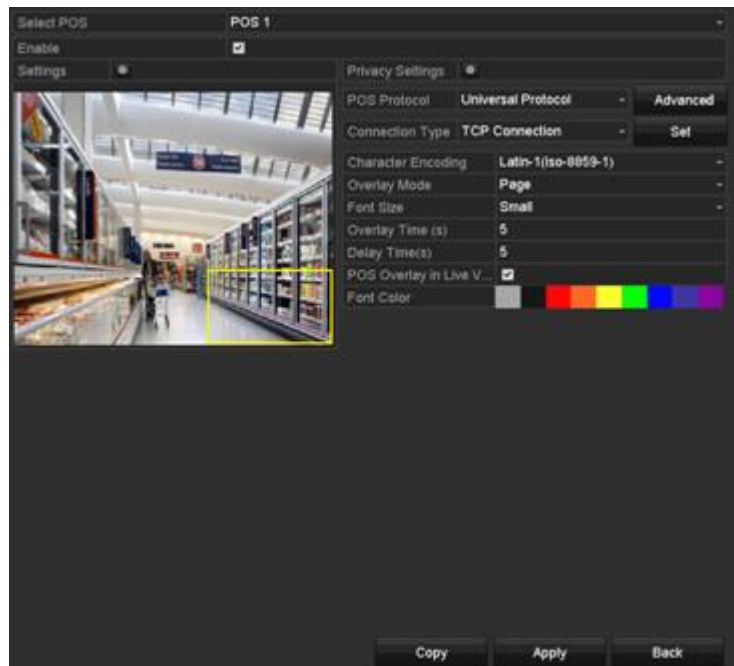 Select POS POS 1
Enable
Settings
Privacy Settings
POS Protocol Universal Protocol Advanced
Connection Type TCP Connection Set
Character Encoding Latin-1(Iso-8859-1)
Overlay Mode Page
Font Size Small
Overlay Time (s) 5
Delay Time(s) 5
POS Overlay in Live V...
Font Color
Copy Apply Back